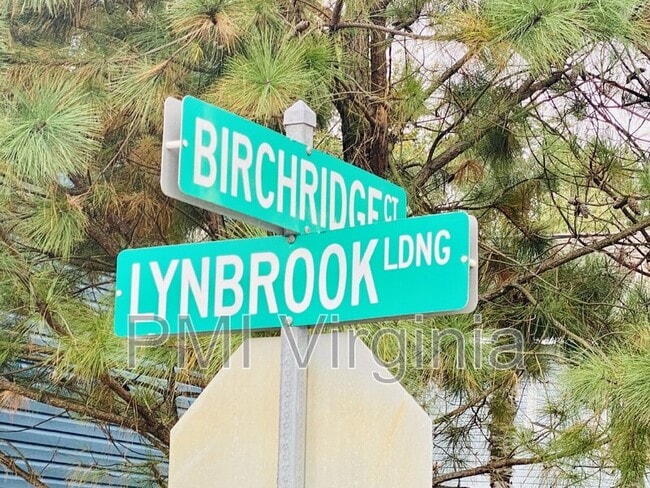 BIRCHRIDGE CT
LYNBROOK LDNG
PMI Virginia